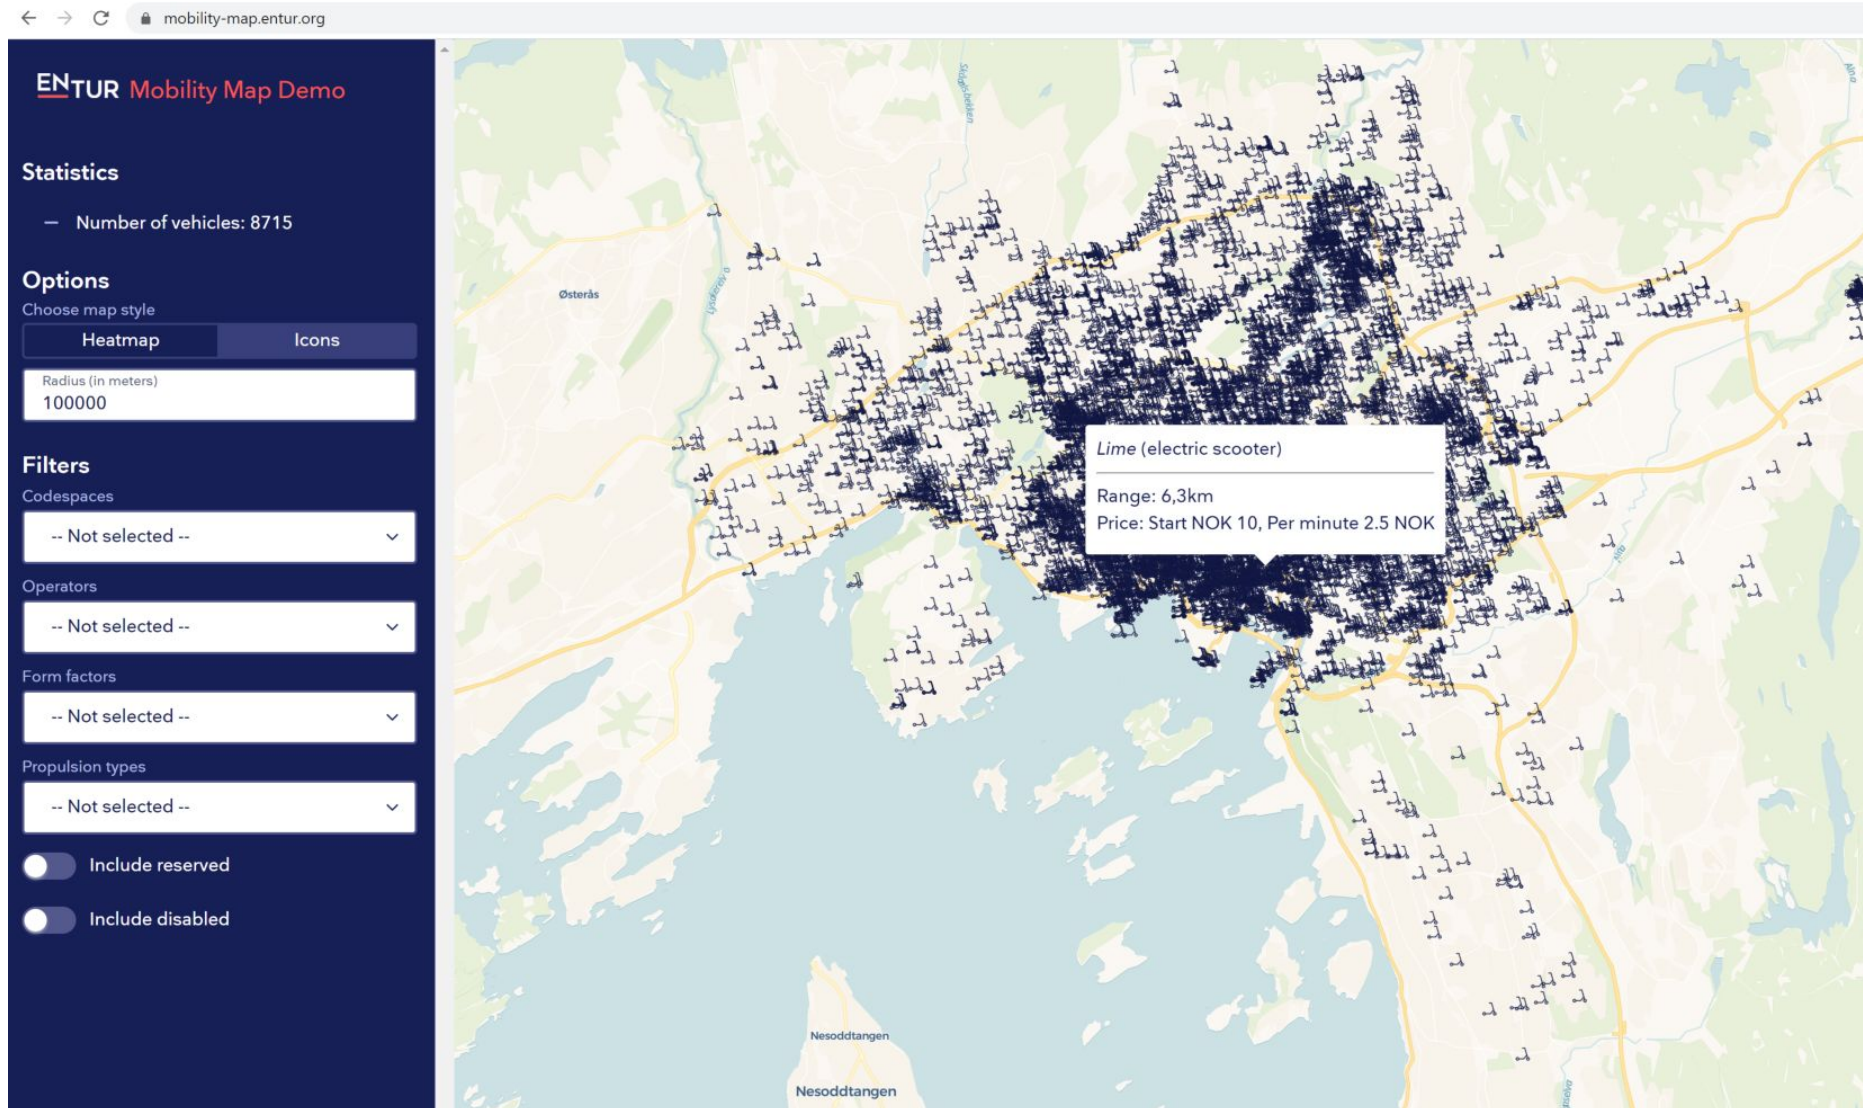 mobility-map.entur.org
ENTUR Mobility Map Demo
Statistics
– Number of vehicles: 8715
Options
Choose map style
Heatmap Icons
Radius (in meters)
100000
Filters
Codespaces
-- Not selected --
Operators
-- Not selected --
Form factors
-- Not selected --
Propulsion types
-- Not selected --
Include reserved
Include disabled
Østerås
Lime (electric scooter)
Range: 6,3km
Price: Start NOK 10, Per minute 2.5 NOK
Alna
Nesoddtangen
Nesoddtangen